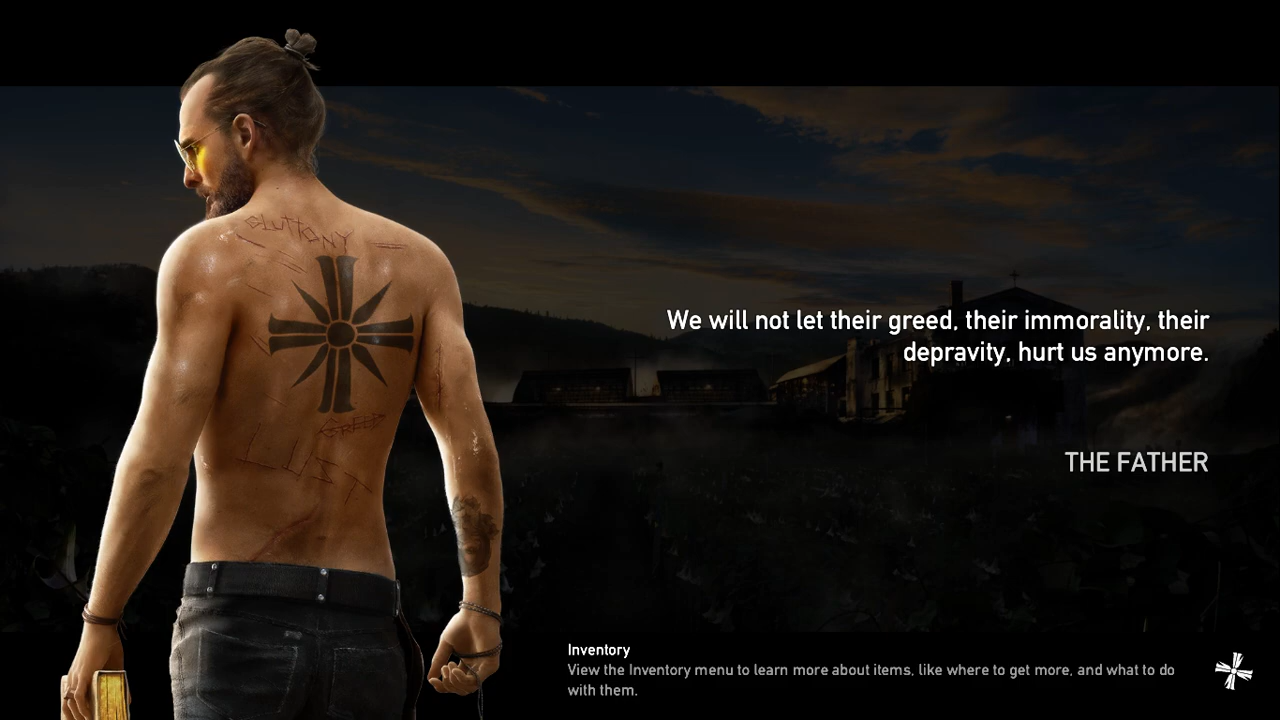 GLUTTONY
GREED
LUST
We will not let their greed, their immorality, their
depravity, hurt us anymore.
THE FATHER
Inventory
View the Inventory menu to learn more about items, like where to get more, and what to do
with them.